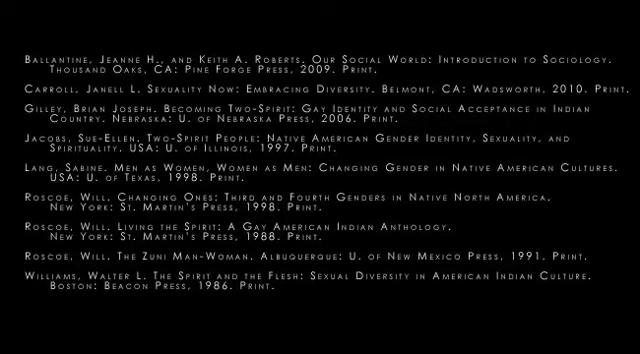 Ballantine, Jeanne H., and Keith A. Roberts. Our Social World: Introduction to Sociology.
Thousand Oaks, CA: Pine Forge Press, 2009. Print.
Carroll, Janell L. Sexuality Now: Embracing Diversity. Belmont, CA: Wadsworth, 2010. Print.
Gilley, Brian Joseph. Becoming Two-Spirit: Gay Identity and Social Acceptance in Indian
Country. Nebraska: U. of Nebraska Press, 2006. Print.
Jacobs, Sue-Ellen. Two-Spirit People: Native American Gender Identity, Sexuality, and
Spirituality. USA: U. of Illinois, 1997. Print.
Lang, Sabine. Men as Women, Women as Men: Changing Gender in Native American Cultures.
USA: U. of Texas, 1998. Print.
Roscoe, Will. Changing Ones: Third and Fourth Genders in Native North America.
New York: St. Martin's Press, 1998. Print.
Roscoe, Will. Living the Spirit: A Gay American Indian Anthology.
New York: St. Martin's Press, 1988. Print.
Roscoe, Will. The Zuni Man-Woman. Albuquerque: U. of New Mexico Press, 1991. Print.
Williams, Walter L. The Spirit and the Flesh: Sexual Diversity in American Indian Culture.
Boston: Beacon Press, 1986. Print.